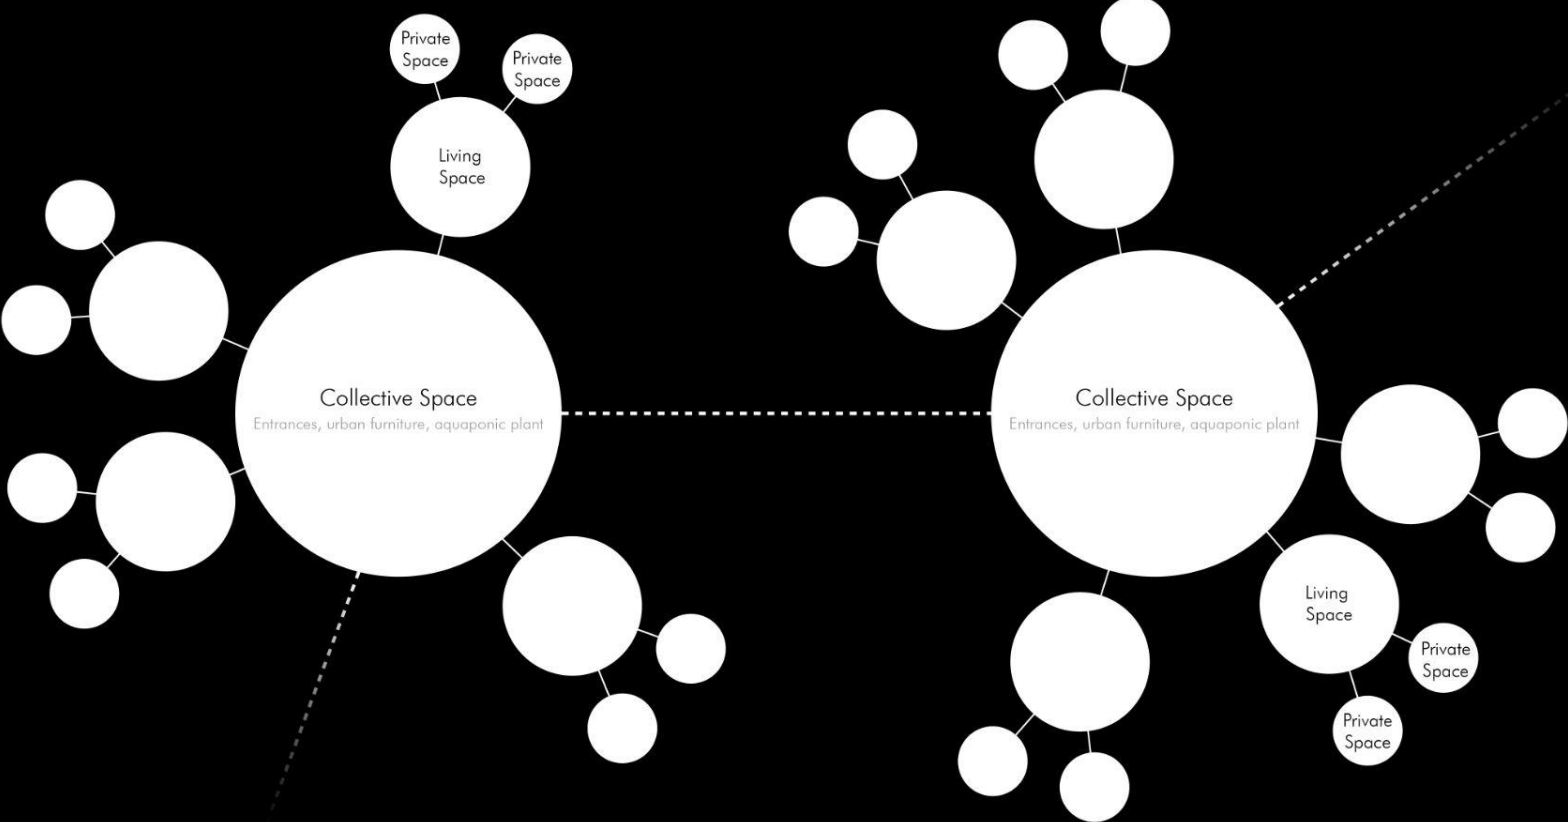 Private
Space
Private
Space
Living
Space
Collective Space
Entrances, urban furniture, aquaponic plant
Collective Space
Entrances, urban furniture, aquaponic plant
Living
Space
Private
Space
Private
Space